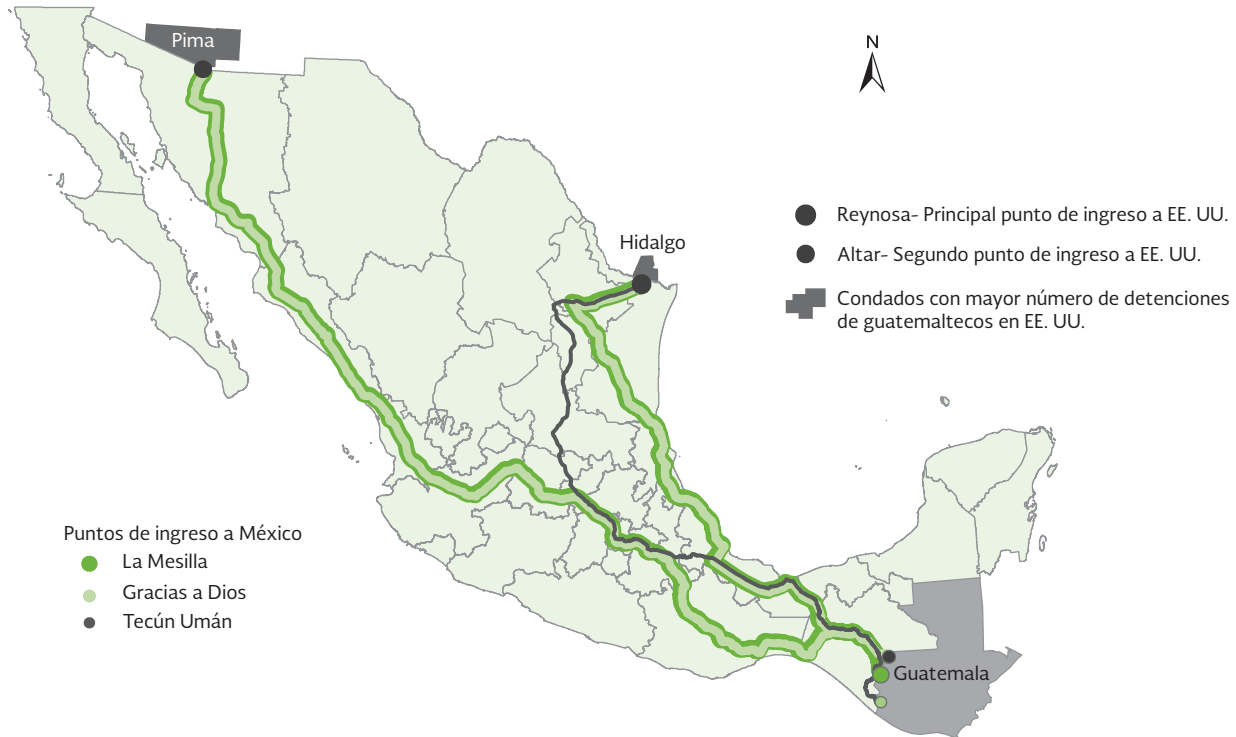 Pima
N
Reynosa- Principal punto de ingreso a EE. UU.
Altar- Segundo punto de ingreso a EE. UU.
Condados con mayor número de detenciones
de guatemaltecos en EE. UU.
Hidalgo
Puntos de ingreso a México
La Mesilla
Gracias a Dios
Tecún Umán
Guatemala